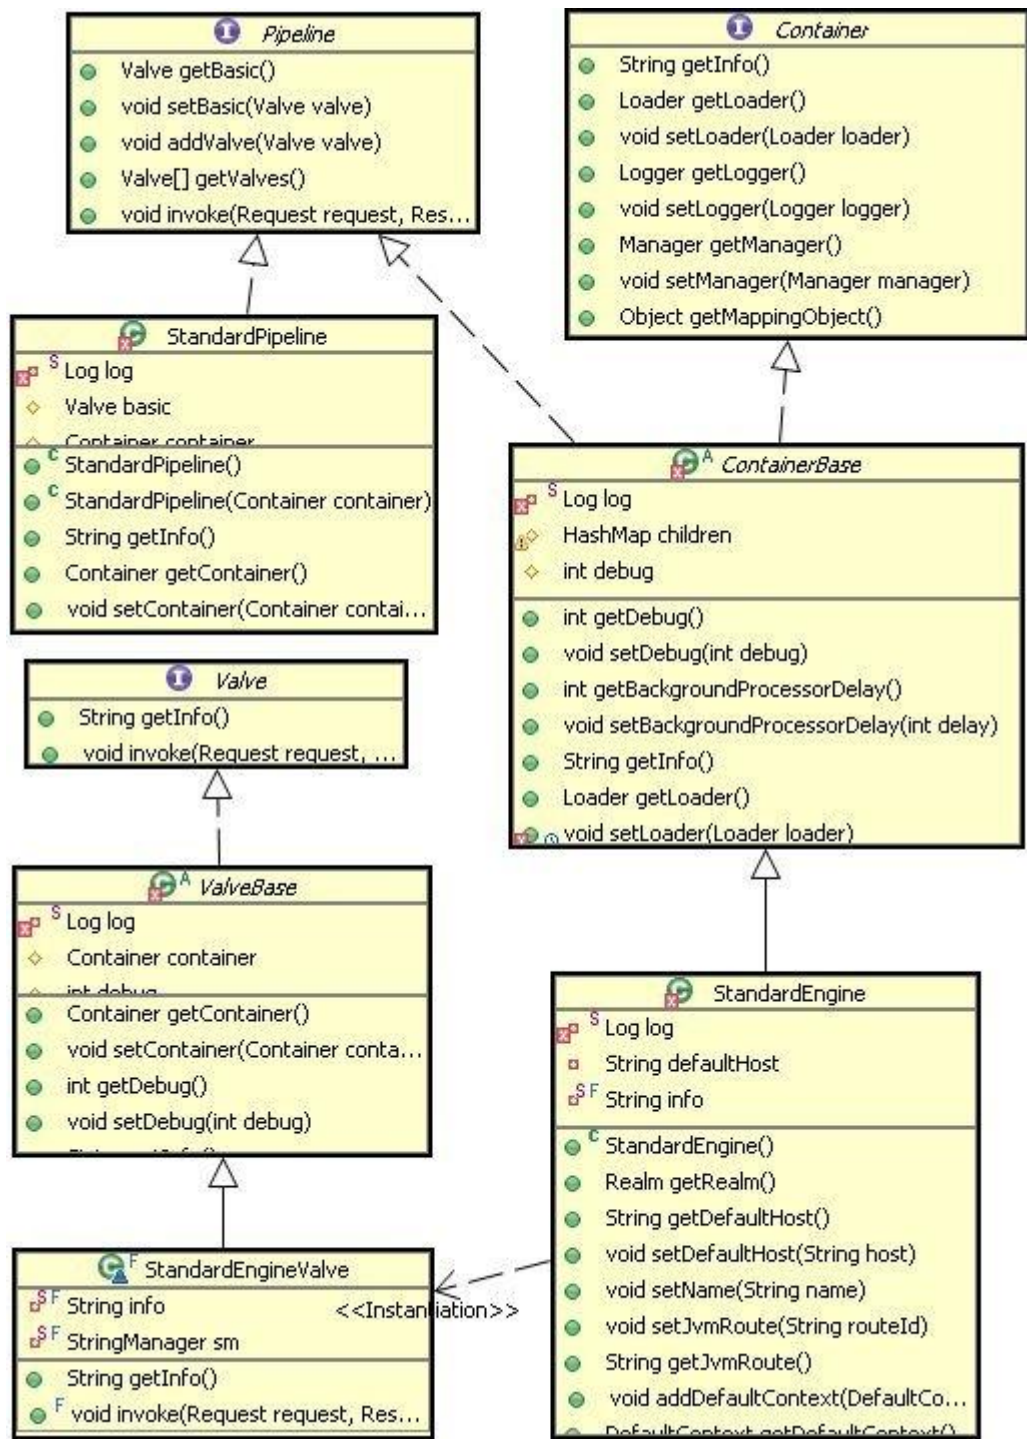 Pipeline
Valve getBasic()
void setBasic(Valve valve)
void addValve(Valve valve)
Valve[] getValves()
void invoke(Request request, Res...
Container
String getInfo()
Loader getLoader()
void setLoader(Loader loader)
Logger getLogger()
void setLogger(Logger logger)
Manager getManager()
void setManager(Manager manager)
Object getMappingObject()
StandardPipeline
S Log log
Valve basic
Container container
C StandardPipeline()
C StandardPipeline(Container container)
String getInfo()
Container getContainer()
void setContainer(Container contai...
A ContainerBase
S Log log
HashMap children
int debug
int getDebug()
void setDebug(int debug)
int getBackgroundProcessorDelay()
void setBackgroundProcessorDelay(int delay)
String getInfo()
Loader getLoader()
void setLoader(Loader loader)
Valve
String getInfo()
void invoke(Request request, ...
A ValveBase
S Log log
Container container
int debug
Container getContainer()
void setContainer(Container conta...
int getDebug()
void setDebug(int debug)
StandardEngine
S Log log
String defaultHost
S F String info
C StandardEngine()
Realm getRealm()
String getDefaultHost()
void setDefaultHost(String host)
void setName(String name)
void setJvmRoute(String routeId)
String getJvmRoute()
void addDefaultContext(DefaultCo...
DefaultContext getDefaultContext()
F StandardEngineValve
S F String info
S F StringManager sm
String getInfo()
F void invoke(Request request, Res...
<<Instantiation>>